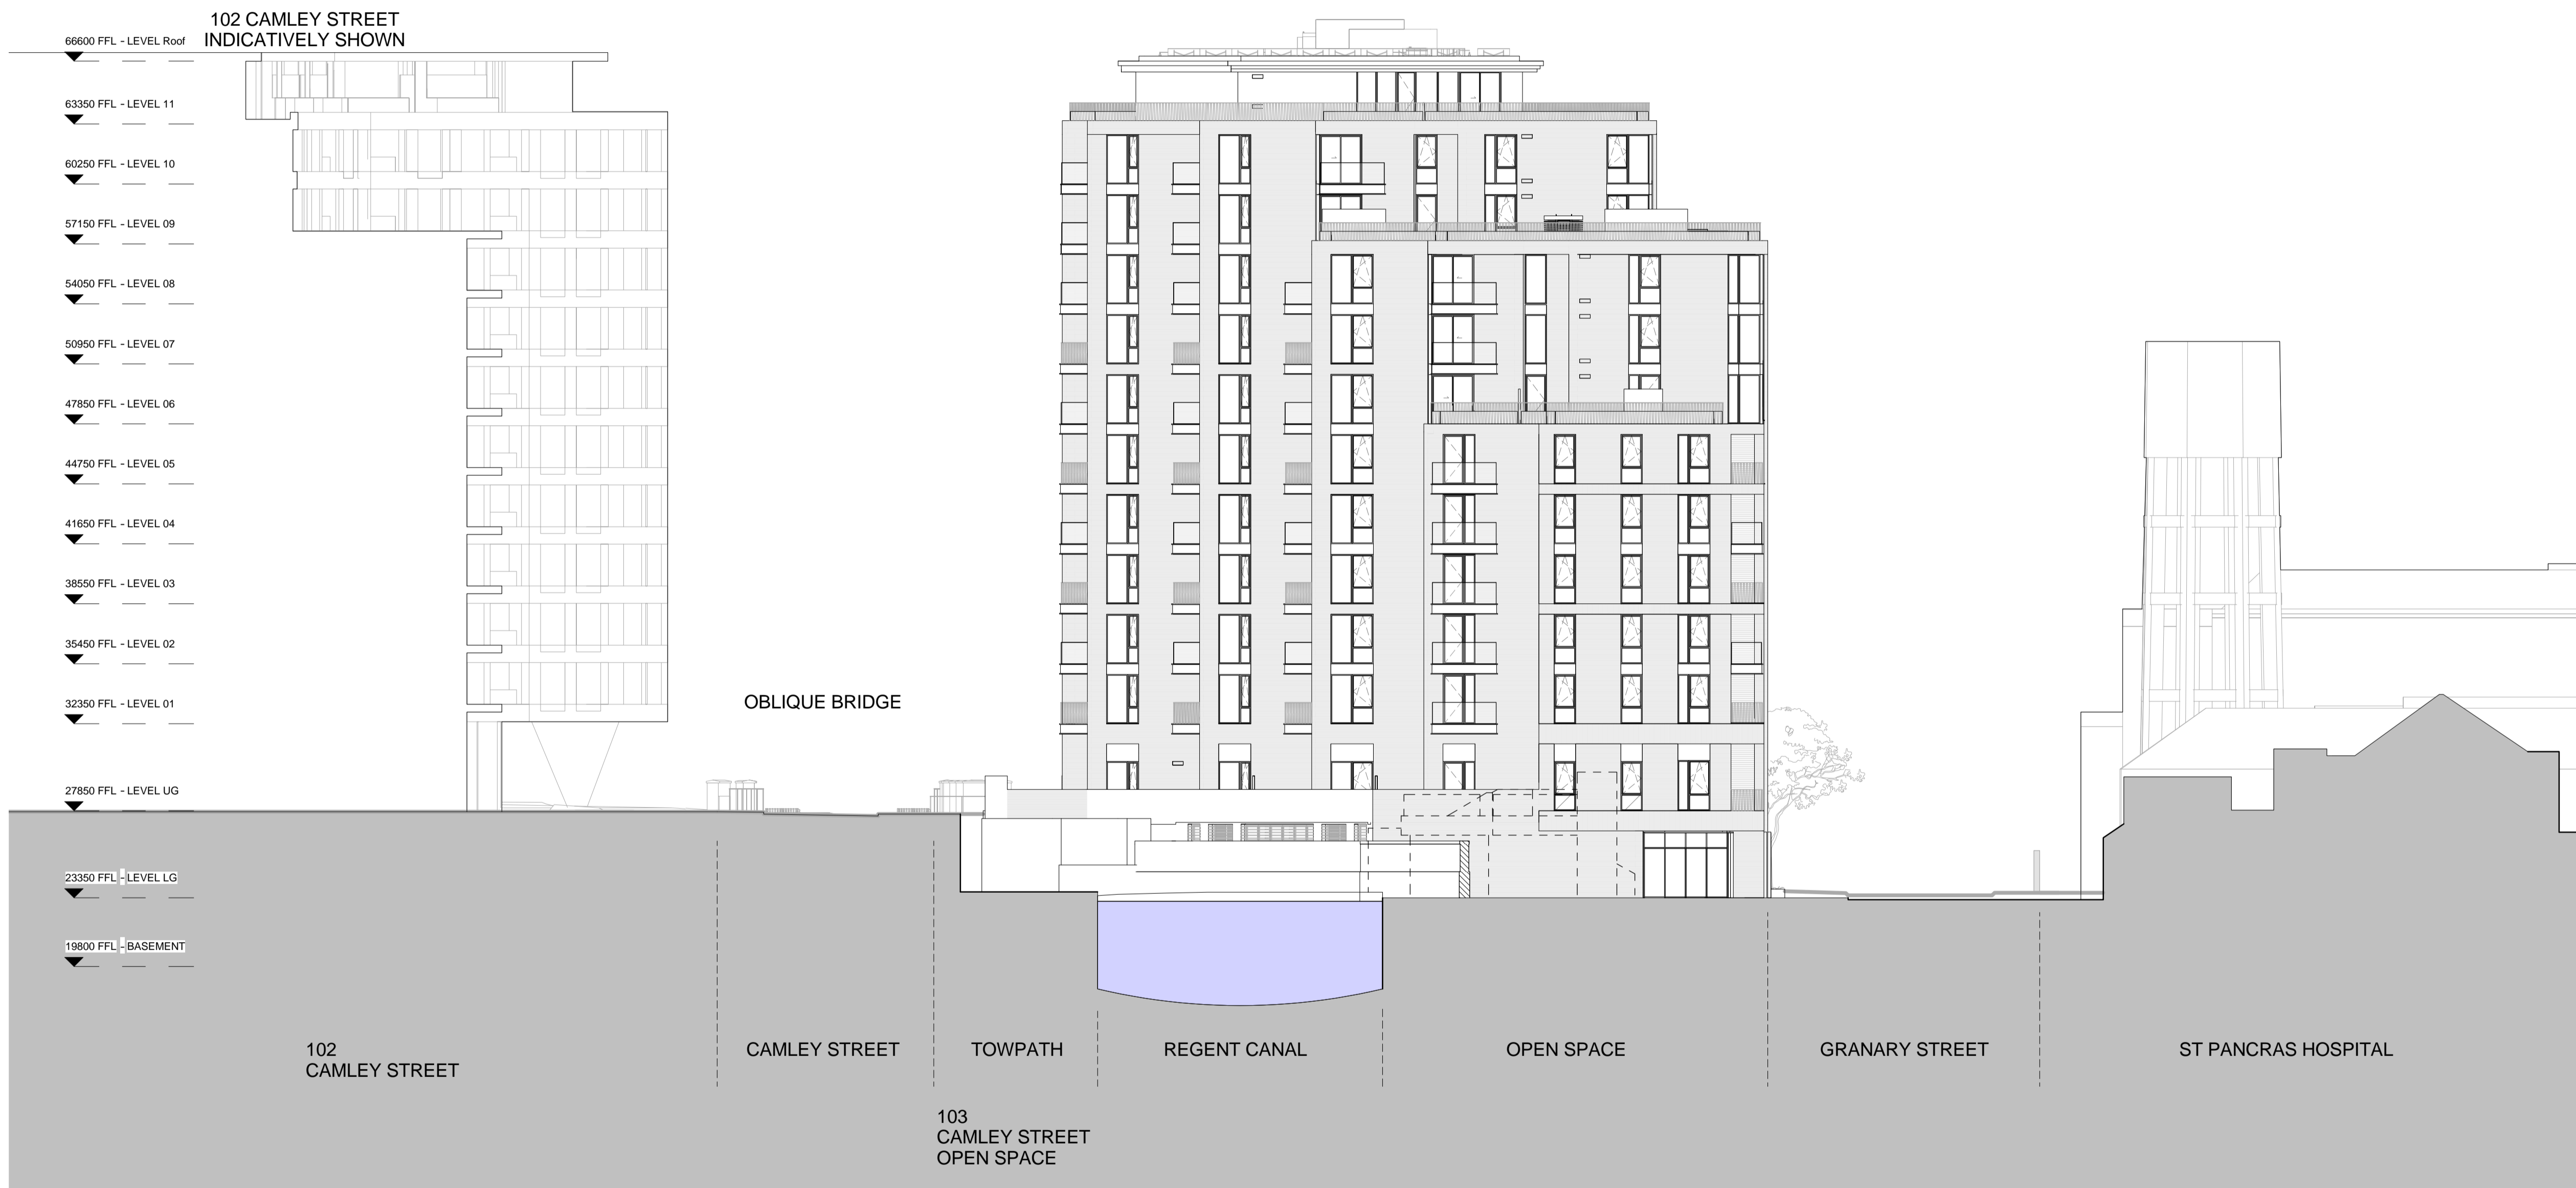 102 CAMLEY STREET
INDICATIVELY SHOWN
66600 FFL - LEVEL Roof
63350 FFL - LEVEL 11
60250 FFL - LEVEL 10
57150 FFL - LEVEL 09
54050 FFL - LEVEL 08
50950 FFL - LEVEL 07
47850 FFL - LEVEL 06
44750 FFL - LEVEL 05
41650 FFL - LEVEL 04
38550 FFL - LEVEL 03
35450 FFL - LEVEL 02
32350 FFL - LEVEL 01
27850 FFL - LEVEL UG
23350 FFL - LEVEL LG
19800 FFL - BASEMENT
OBLIQUE BRIDGE
102
CAMLEY STREET
CAMLEY STREET
TOWPATH
REGENT CANAL
OPEN SPACE
GRANARY STREET
ST PANCRAS HOSPITAL
103
CAMLEY STREET
OPEN SPACE